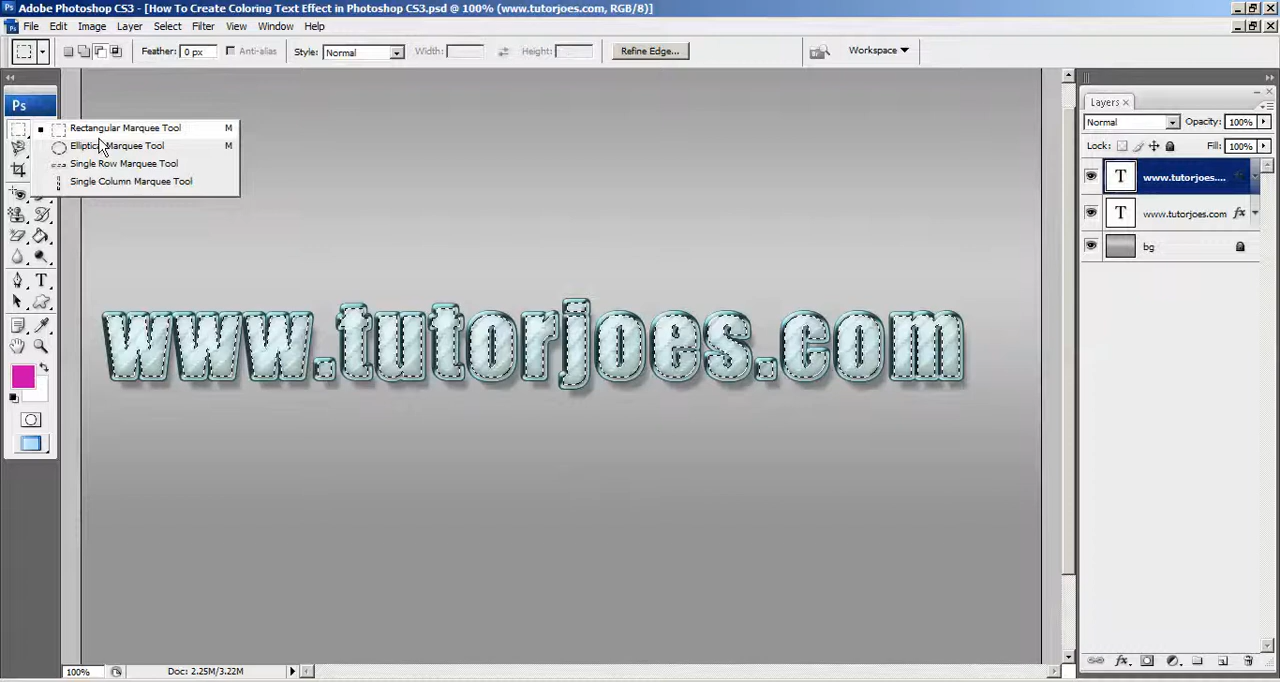 Adobe Photoshop CS3 - [How To Create Coloring Text Effect in Photoshop CS3.psd @ 100% (www.tutorjoes.com, RGB/8)]
File Edit Image Layer Select Filter View Window Help
Feather: 0 px Anti-alias Style: Normal Width: Height: Refine Edge... Workspace
Ps
Layers x
Rectangular Marquee Tool M
Normal Opacity: 100%
Elliptical Marquee Tool M
Lock: Fill: 100%
Single Row Marquee Tool
Single Column Marquee Tool
T www.tutorjoes....
T www.tutorjoes.com fx
bg
T
www.tutorjoes.com
100% Doc: 2.25M/3.22M
fx